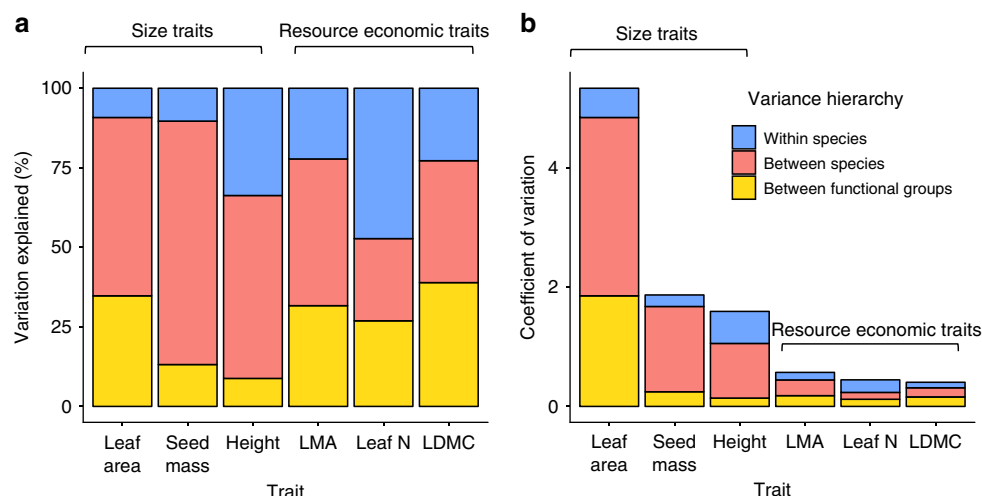 a
Size traits
Resource economic traits
Variation explained (%)
100
75
50
25
0
Leaf area
Seed mass
Height
LMA
Leaf N
LDMC
Trait
b
Size traits
Variance hierarchy
Within species
Between species
Between functional groups
Resource economic traits
Coefficient of variation
4
2
0
Leaf area
Seed mass
Height
LMA
Leaf N
LDMC
Trait